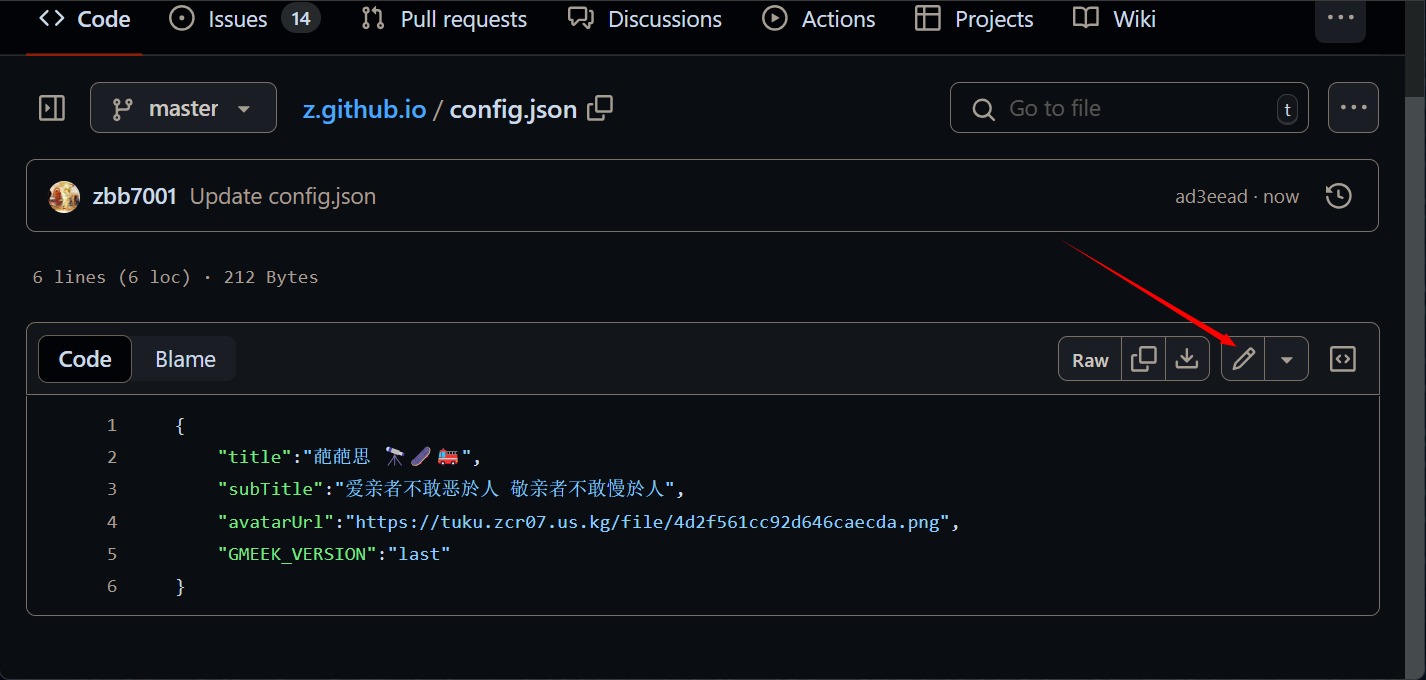 Code Issues 14 Pull requests Discussions Actions Projects Wiki
master z.github.io / config.json Go to file t
zbb7001 Update config.json ad3eead · now
6 lines (6 loc) · 212 Bytes
Code Blame Raw
1 {
2 "title":"葩葩思 🔭🛹🚒",
3 "subTitle":"爱亲者不敢恶於人 敬亲者不敢慢於人",
4 "avatarUrl":"https://tuku.zcr07.us.kg/file/4d2f561cc92d646caecda.png",
5 "GMEEK_VERSION":"last"
6 }